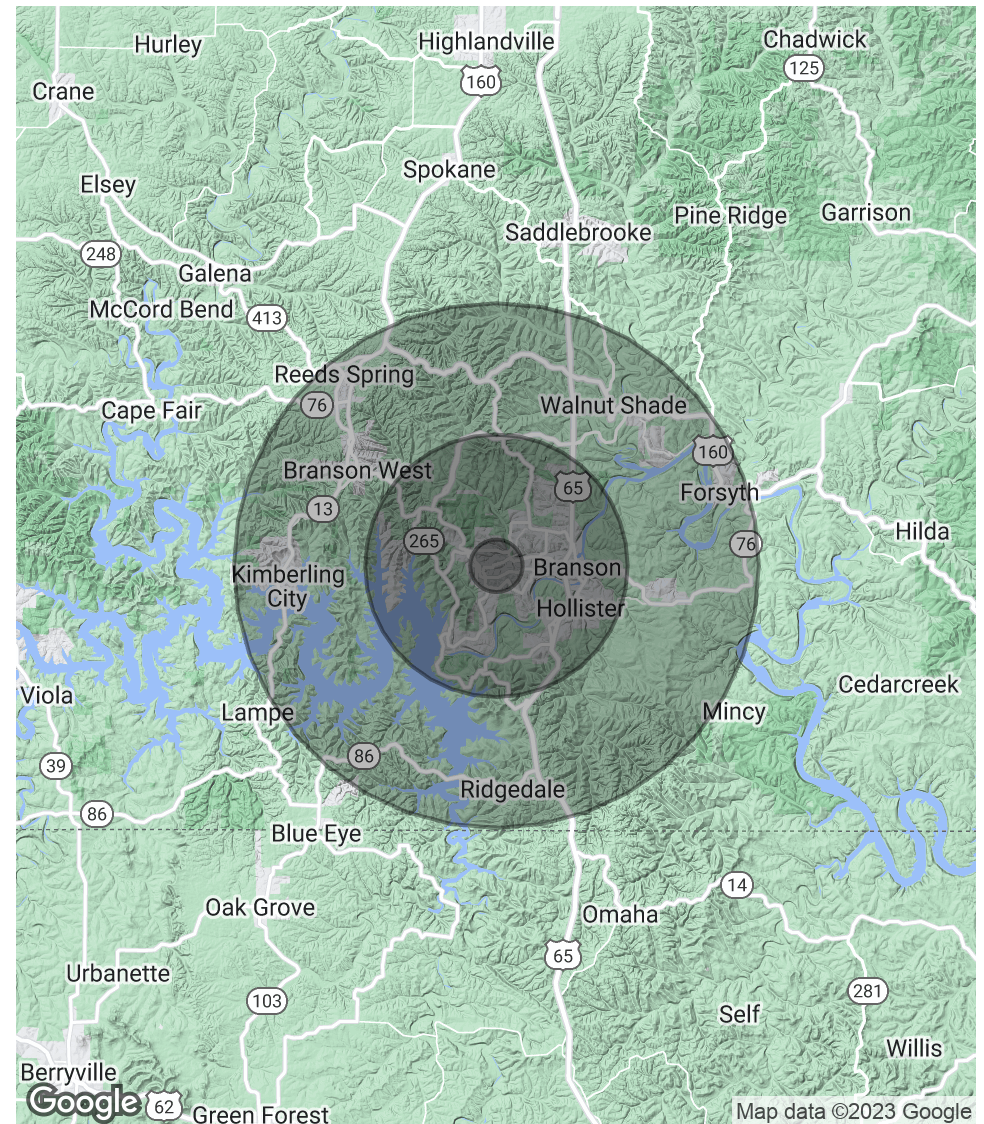 Hurley
Highlandville
Chadwick
160
125
Crane
Spokane
Elsey
Pine Ridge
Garrison
Saddlebrooke
248
Galena
McCord Bend
413
Reeds Spring
76
Cape Fair
Walnut Shade
160
Branson West
65
Forsyth
13
Hilda
265
76
Branson
Kimberling
City
Hollister
Viola
Cedarcreek
Lampe
Mincy
86
39
Ridgedale
86
Blue Eye
14
Oak Grove
Omaha
65
Urbanette
281
103
Self
Willis
Berryville
Google
62
Green Forest
Map data ©2023 Google